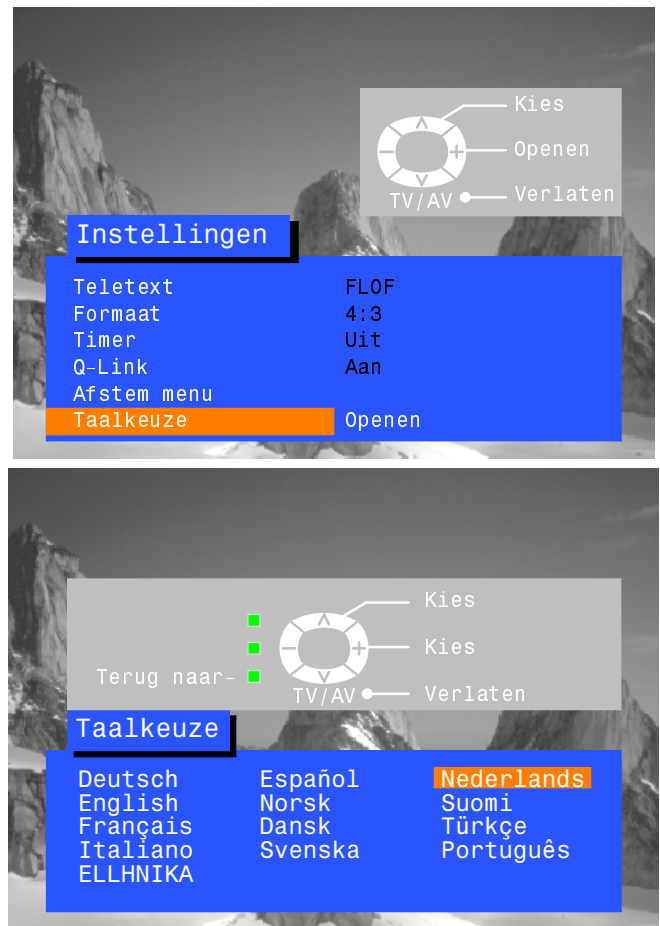 Kies
Openen
TV/AV Verlaten
Instellingen
Teletext FLOF
Formaat 4:3
Timer Uit
Q-Link Aan
Afstem menu
Taalkeuze Openen
Kies
Kies
Terug naar-
TV/AV Verlaten
Taalkeuze
Deutsch Español Nederlands
English Norsk Suomi
Français Dansk Türkçe
Italiano Svenska Português
ELLHNIKA